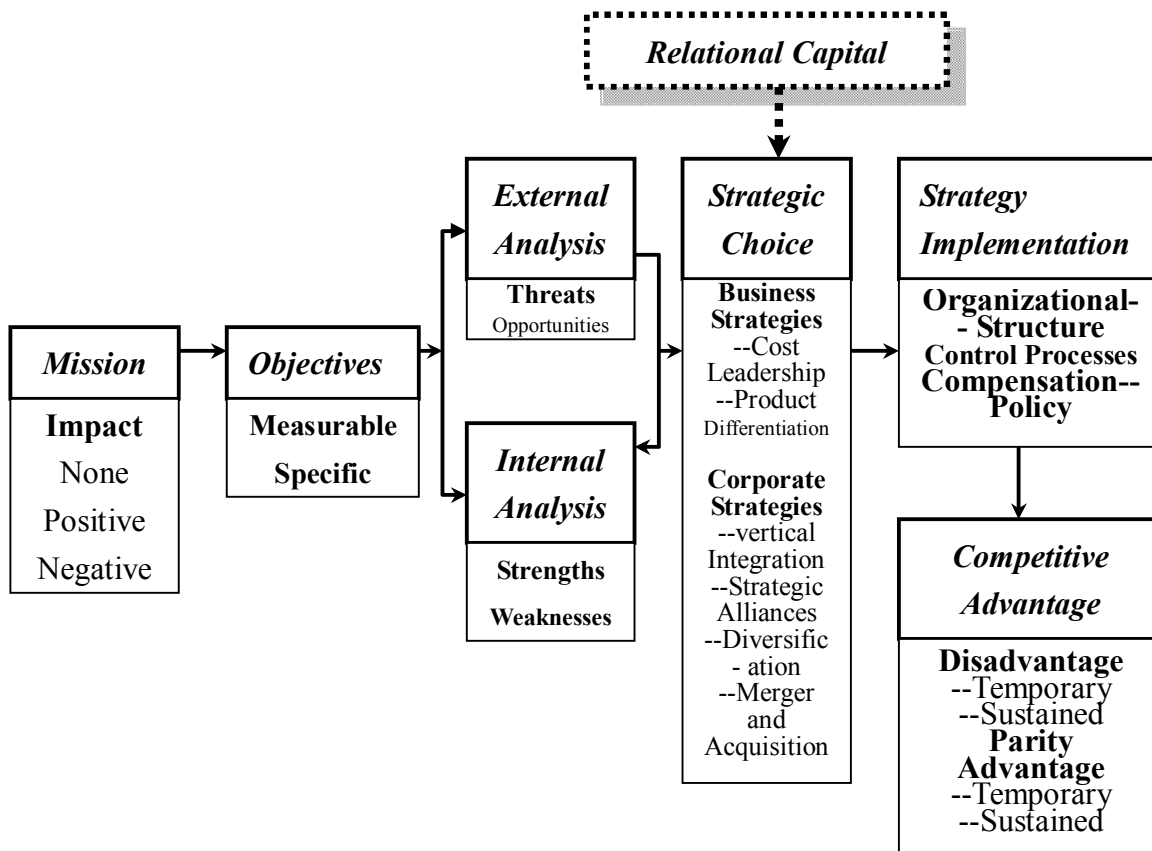 Relational Capital
Mission
Impact
None
Positive
Negative
Objectives
Measurable
Specific
External
Analysis
Threats
Opportunities
Internal
Analysis
Strengths
Weaknesses
Strategic
Choice
Business
Strategies
--Cost
Leadership
--Product
Differentiation
Corporate
Strategies
--vertical
Integration
--Strategic
Alliances
--Diversific
- ation
--Merger
and
Acquisition
Strategy
Implementation
Organizational-
- Structure
Control Processes
Compensation--
Policy
Competitive
Advantage
Disadvantage
--Temporary
--Sustained
Parity
Advantage
--Temporary
--Sustained